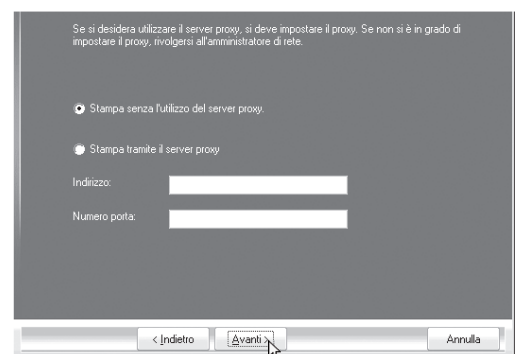 Se si desidera utilizzare il server proxy, si deve impostare il proxy. Se non si è in grado di
impostare il proxy, rivolgersi all'amministratore di rete.
Stampa senza l'utilizzo del server proxy.
Stampa tramite il server proxy
Indirizzo:
Numero porta:
< Indietro
Avanti >
Annulla